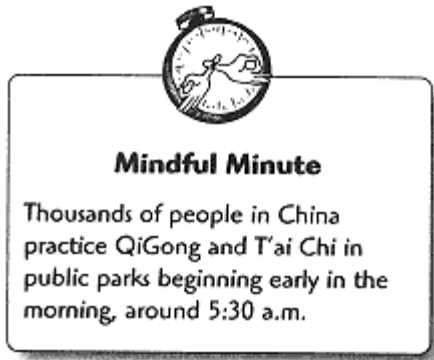 Mindful Minute
Thousands of people in China
practice QiGong and T'ai Chi in
public parks beginning early in the
morning, around 5:30 a.m.